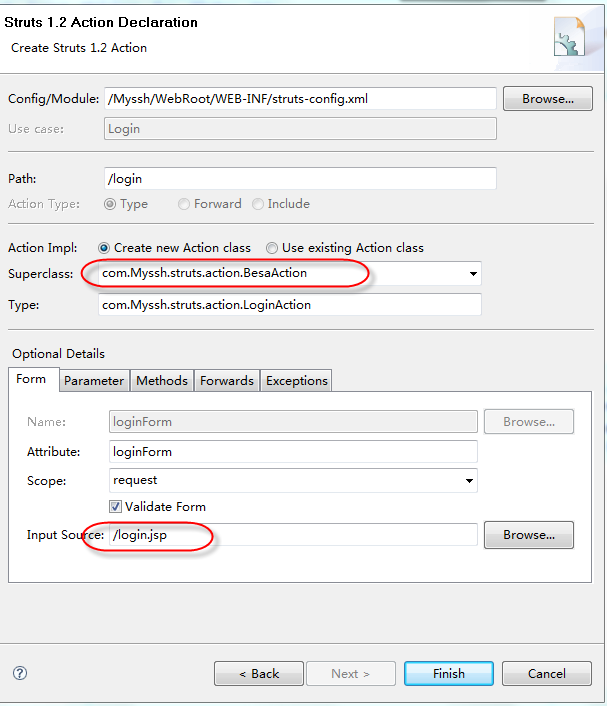 Struts 1.2 Action Declaration
Create Struts 1.2 Action
Config/Module: /Myssh/WebRoot/WEB-INF/struts-config.xml Browse...
Use case: Login
Path: /login
Action Type: Type Forward Include
Action Impl: Create new Action class Use existing Action class
Superclass: com.Myssh.struts.action.BesaAction
Type: com.Myssh.struts.action.LoginAction
Optional Details
Form Parameter Methods Forwards Exceptions
Name: loginForm Browse...
Attribute: loginForm
Scope: request
Validate Form
Input Source: /login.jsp Browse...
? < Back Next > Finish Cancel